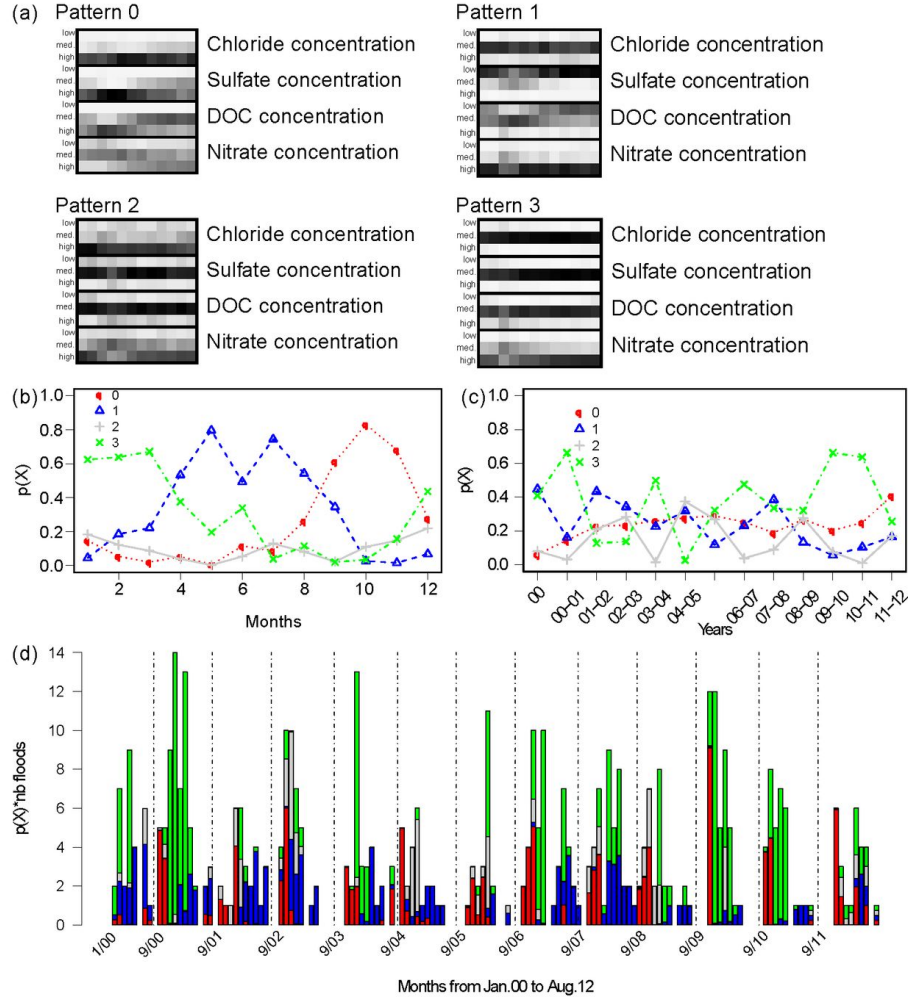 (a)
Pattern 0
low
med.
high
Chloride concentration
low
med.
high
Sulfate concentration
low
med.
high
DOC concentration
low
med.
high
Nitrate concentration
Pattern 1
low
med.
high
Chloride concentration
low
med.
high
Sulfate concentration
low
med.
high
DOC concentration
low
med.
high
Nitrate concentration
Pattern 2
low
med.
high
Chloride concentration
low
med.
high
Sulfate concentration
low
med.
high
DOC concentration
low
med.
high
Nitrate concentration
Pattern 3
low
med.
high
Chloride concentration
low
med.
high
Sulfate concentration
low
med.
high
DOC concentration
low
med.
high
Nitrate concentration
(b)
1.0
0.8
0.6
0.4
0.2
0.0
p(X)
0
1
2
3
2 4 6 8 10 12
Months
(c)
1.0
0.8
0.6
0.4
0.2
0.0
p(X)
0
1
2
3
00 00-01 01-02 02-03 03-04 04-05 06-07 07-08 08-09 09-10 10-11 11-12
Years
(d)
14
12
10
8
6
4
2
0
p(X)*nb floods
1/00 9/00 9/01 9/02 9/03 9/04 9/05 9/06 9/07 9/08 9/09 9/10 9/11
Months from Jan.00 to Aug.12